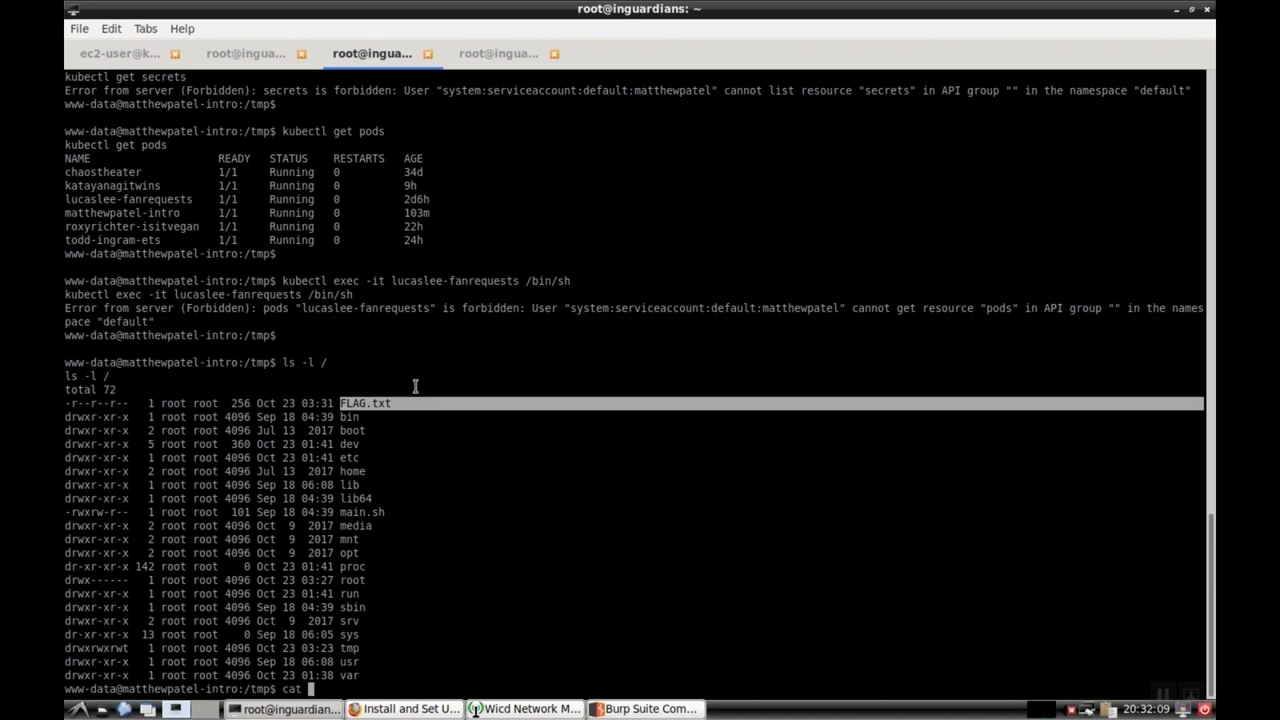 root@inguardians: ~
File Edit Tabs Help
ec2-user@k... root@ingua... root@ingua... root@ingua...
kubectl get secrets
Error from server (Forbidden): secrets is forbidden: User "system:serviceaccount:default:matthewpatel" cannot list resource "secrets" in API group "" in the namespace "default"
www-data@matthewpatel-intro:/tmp$
www-data@matthewpatel-intro:/tmp$ kubectl get pods
kubectl get pods
NAME READY STATUS RESTARTS AGE
chaostheater 1/1 Running 0 34d
katayanagitwins 1/1 Running 0 9h
lucaslee-fanrequests 1/1 Running 0 2d6h
matthewpatel-intro 1/1 Running 0 103m
roxyrichter-isitvegan 1/1 Running 0 22h
todd-ingram-ets 1/1 Running 0 24h
www-data@matthewpatel-intro:/tmp$
www-data@matthewpatel-intro:/tmp$ kubectl exec -it lucaslee-fanrequests /bin/sh
kubectl exec -it lucaslee-fanrequests /bin/sh
Error from server (Forbidden): pods "lucaslee-fanrequests" is forbidden: User "system:serviceaccount:default:matthewpatel" cannot get resource "pods" in API group "" in the names
pace "default"
www-data@matthewpatel-intro:/tmp$
www-data@matthewpatel-intro:/tmp$ ls -l /
ls -l /
total 72
-r--r--r-- 1 root root 256 Oct 23 03:31 FLAG.txt
drwxr-xr-x 1 root root 4096 Sep 18 04:39 bin
drwxr-xr-x 2 root root 4096 Jul 13 2017 boot
drwxr-xr-x 5 root root 360 Oct 23 01:41 dev
drwxr-xr-x 1 root root 4096 Oct 23 01:41 etc
drwxr-xr-x 2 root root 4096 Jul 13 2017 home
drwxr-xr-x 1 root root 4096 Sep 18 06:08 lib
drwxr-xr-x 1 root root 4096 Sep 18 04:39 lib64
-rwxrw-r-- 1 root root 101 Sep 18 04:39 main.sh
drwxr-xr-x 2 root root 4096 Oct 9 2017 media
drwxr-xr-x 2 root root 4096 Oct 9 2017 mnt
drwxr-xr-x 2 root root 4096 Oct 9 2017 opt
dr-xr-xr-x 142 root root 0 Oct 23 01:41 proc
drwx------ 1 root root 4096 Oct 23 03:27 root
drwxr-xr-x 1 root root 4096 Oct 23 01:41 run
drwxr-xr-x 1 root root 4096 Sep 18 04:39 sbin
drwxr-xr-x 2 root root 4096 Oct 9 2017 srv
dr-xr-xr-x 13 root root 0 Sep 18 06:05 sys
drwxrwxrwt 1 root root 4096 Oct 23 03:23 tmp
drwxr-xr-x 1 root root 4096 Sep 18 06:08 usr
drwxr-xr-x 1 root root 4096 Oct 23 01:38 var
www-data@matthewpatel-intro:/tmp$ cat
root@inguardian... Install and Set U... Wicd Network M... Burp Suite Com... 20:32:09